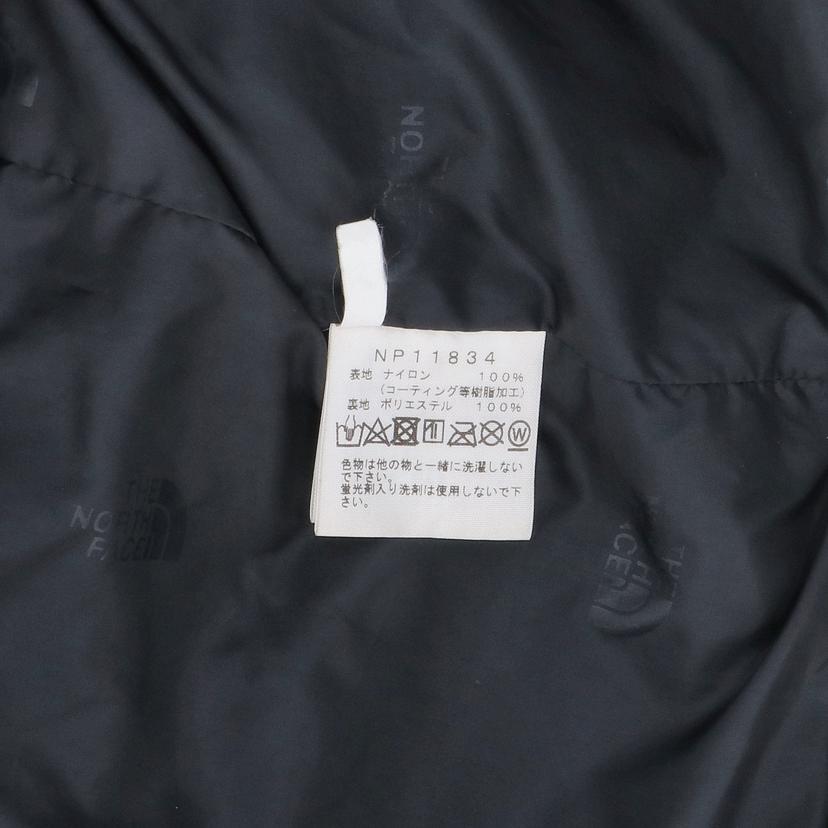 NO
NP11834
表地 ナイロン 100%
(コーティング等樹脂加工)
裏地 ポリエステル 100%
W
色物は他の物と一緒に洗濯しない
で下さい。
蛍光剤入り洗剤は使用しないで下
さい。
THE
NORTH
FACE
THE
FACE